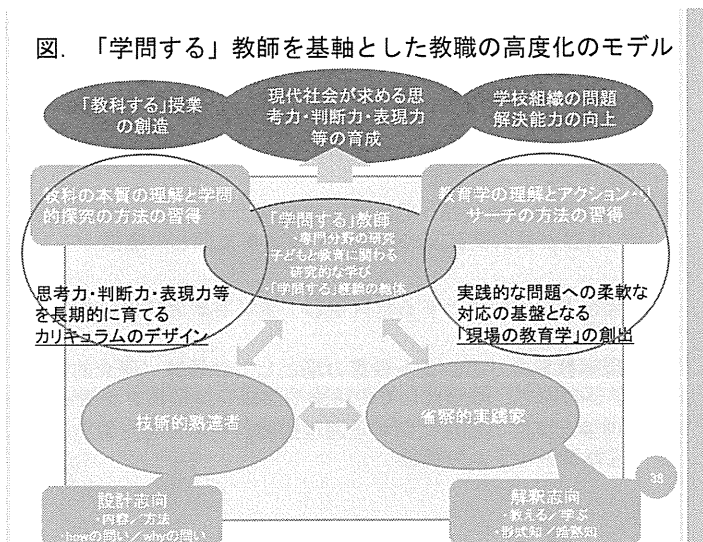 図. 「学問する」教師を基軸とした教職の高度化のモデル
「教科する」授業
の創造
現代社会が求める思
考力・判断力・表現力
等の育成
学校組織の問題
解決能力の向上
教科の本質の理解と学問
的探究の方法の習得
教育学の理解とアクション・リ
サーチの方法の習得
「学問する」教師
・専門分野の研究
子どもと教育に関わる
研究的な学び
・「学問する」
思考力・判断力・表現力等
を長期的に育てる
カリキュラムのデザイン
実践的な問題への柔軟な
対応の基盤となる
「現場の教育学」の創出
技術的熟達者
省察的実践家
設計志向
・内容/方法
・howの問い/whyの問い
解釈志向
・教える/学ぶ
・形式知/暗黙知
38